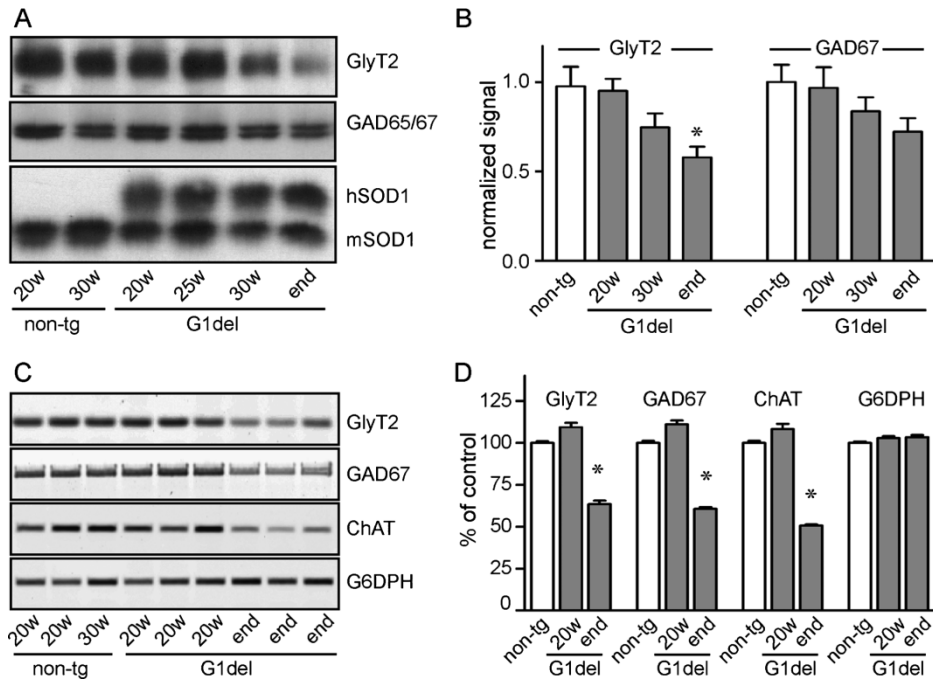 A
GlyT2
GAD65/67
hSOD1
mSOD1
20w 30w 20w 25w 30w end
non-tg G1del
B
GlyT2 GAD67
normalized signal
1.0
0.5
0.0
*
non-tg 20w 30w end non-tg 20w 30w end
G1del G1del
C
GlyT2
GAD67
ChAT
G6DPH
20w 20w 30w 20w 20w 20w end end end
non-tg G1del
D
GlyT2 GAD67 ChAT G6DPH
% of control
125
100
75
50
25
0
* * *
non-tg 20w end non-tg 20w end non-tg 20w end non-tg 20w end
G1del G1del G1del G1del